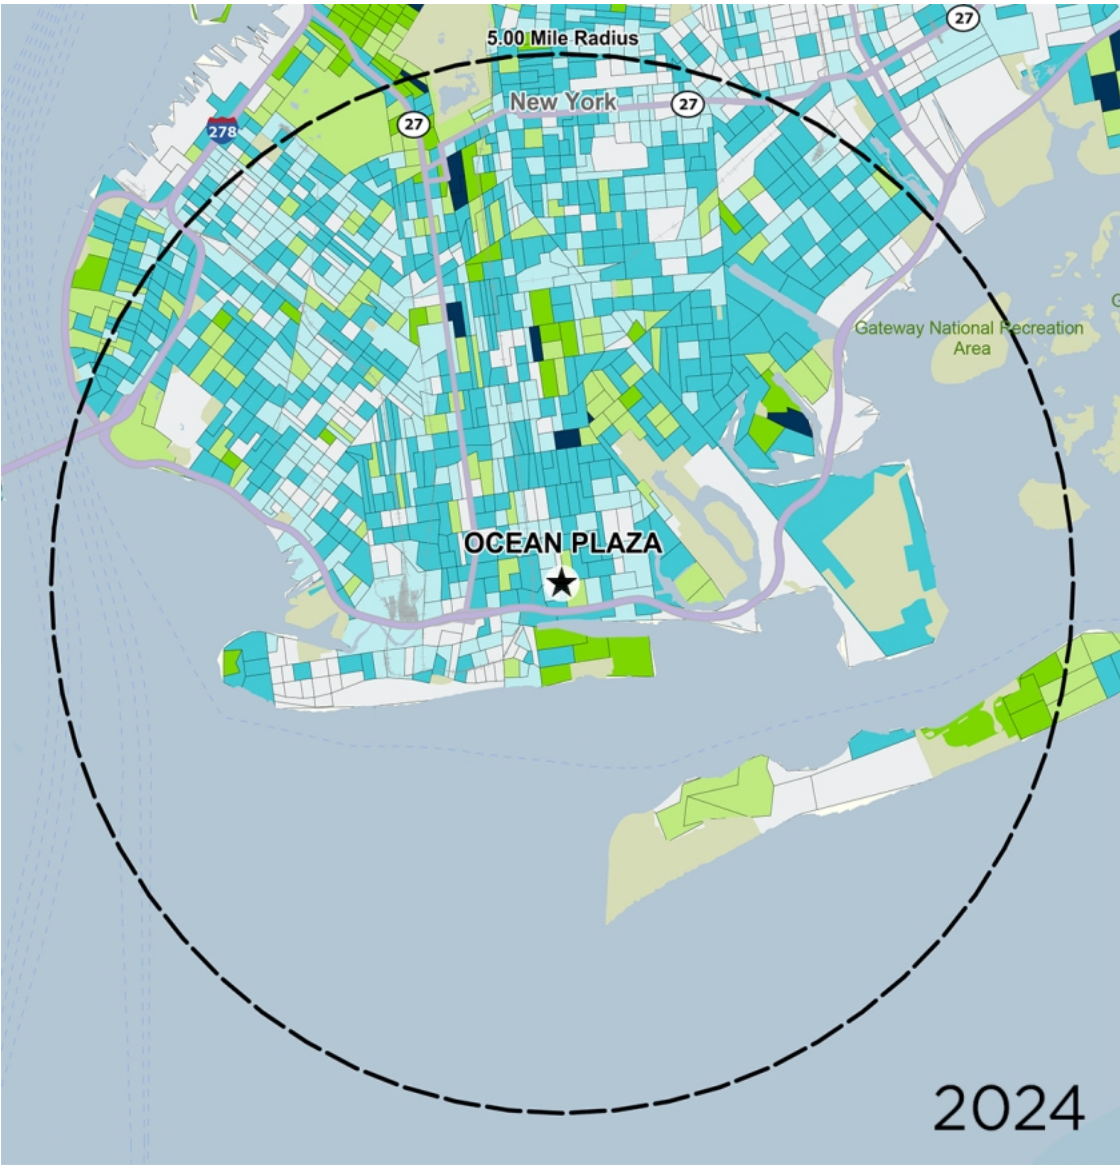 27
5.00 Mile Radius
New York
27
27
278
Gateway National Recreation
Area
G
OCEAN PLAZA
2024